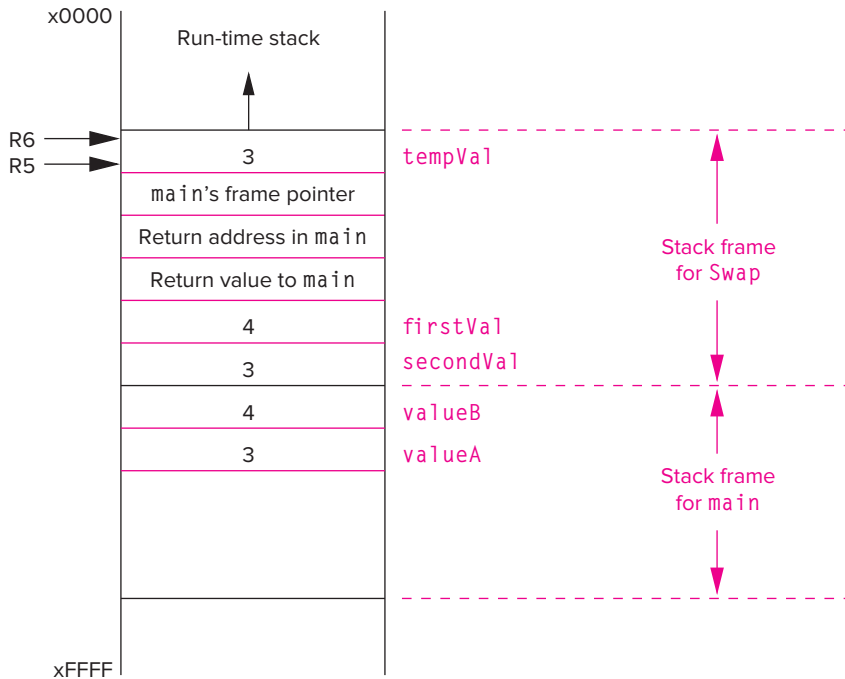 x0000
Run-time stack
R6
R5
3
tempVal
main's frame pointer
Return address in main
Return value to main
Stack frame
for Swap
4
firstVal
3
secondVal
4
valueB
3
valueA
Stack frame
for main
xFFFF